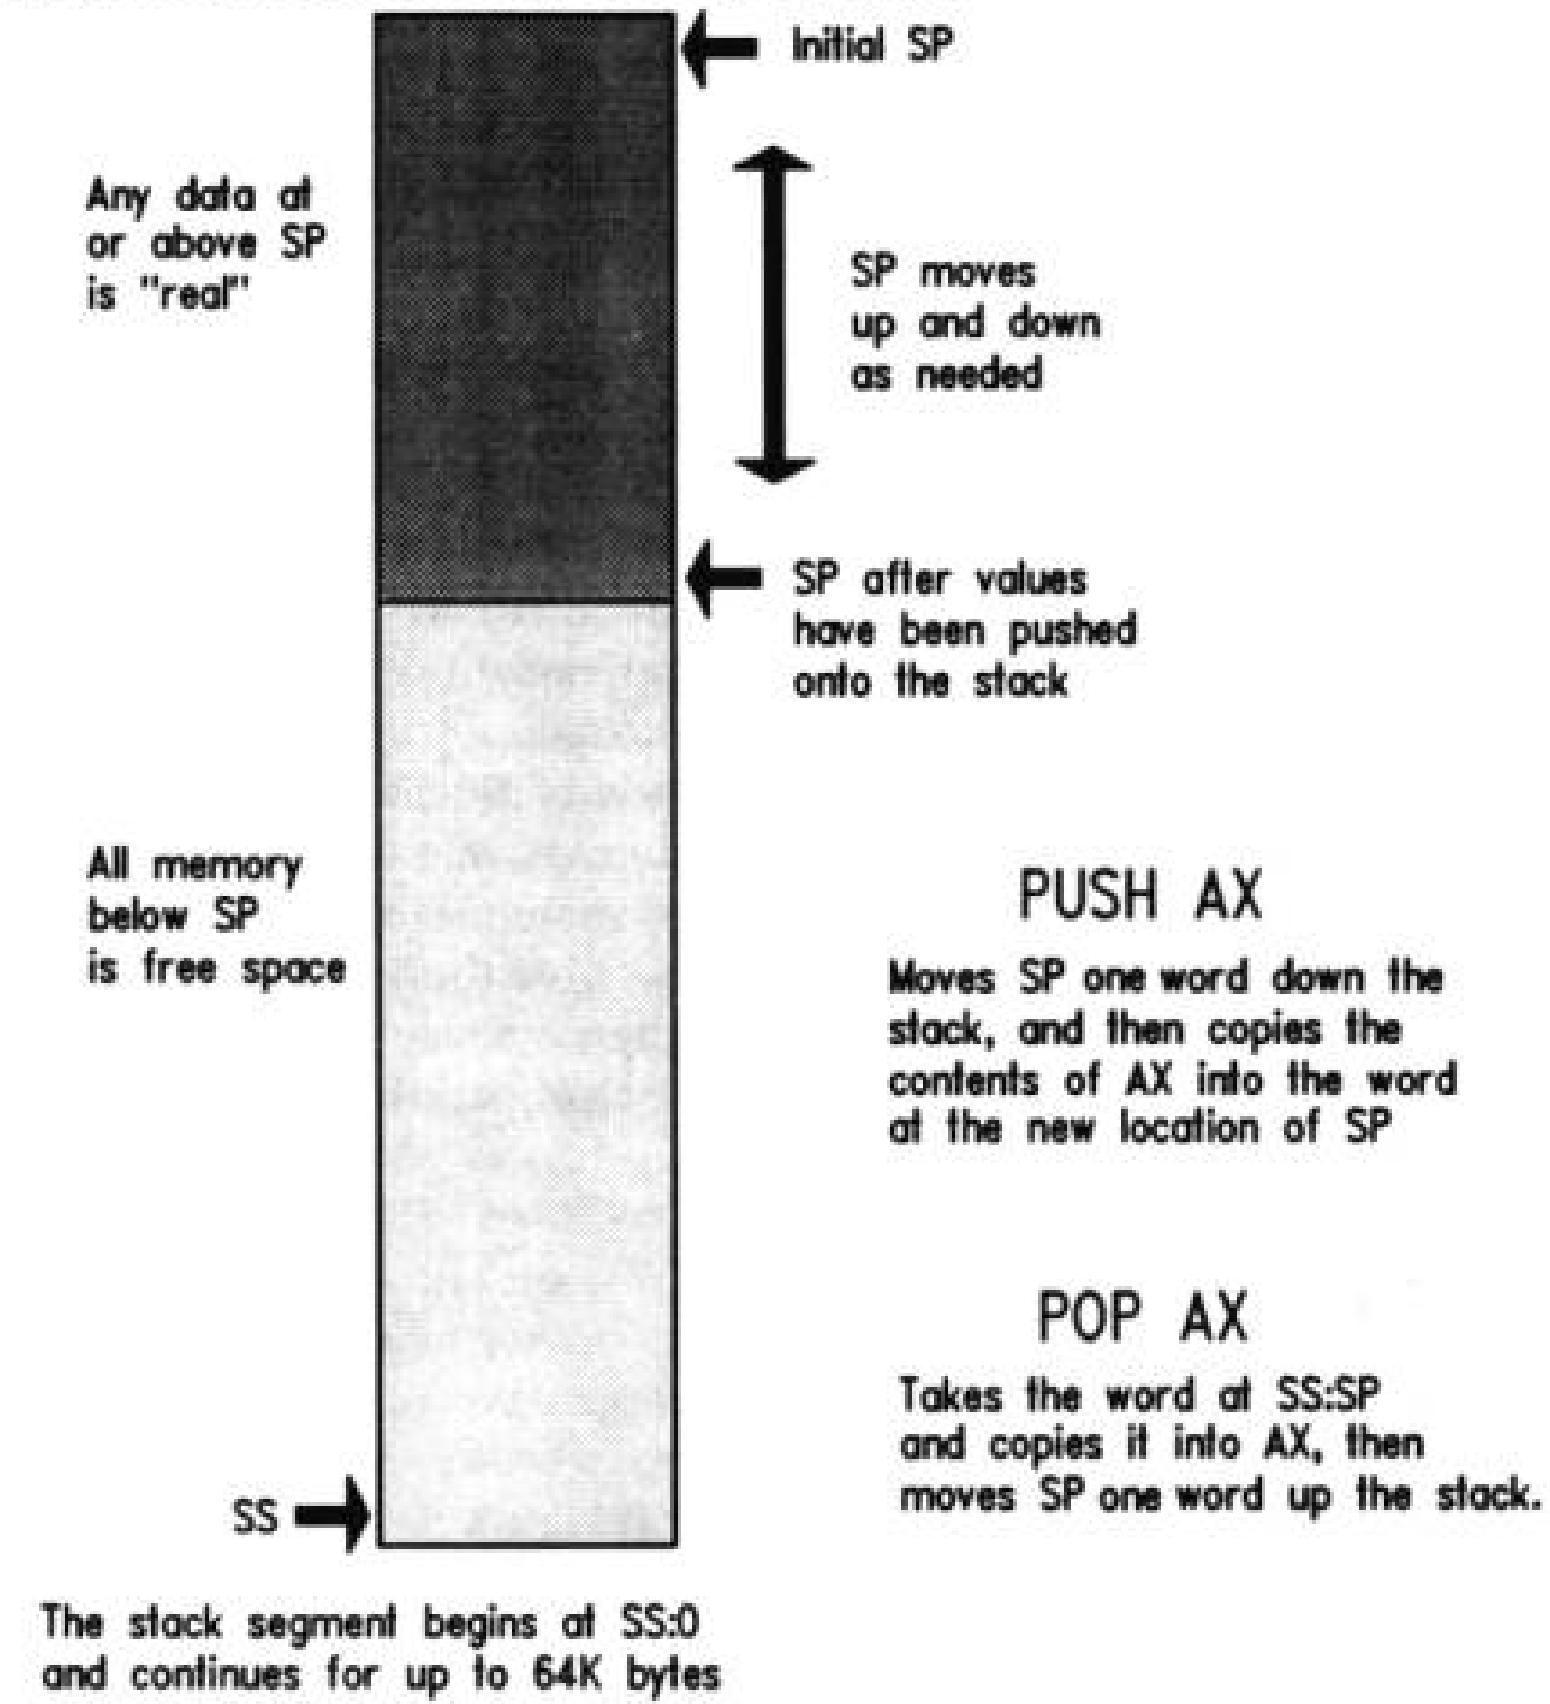 Initial SP
Any data at
or above SP
is "real"
SP moves
up and down
as needed
SP after values
have been pushed
onto the stack
All memory
below SP
is free space
PUSH AX
Moves SP one word down the
stack, and then copies the
contents of AX into the word
at the new location of SP
POP AX
Takes the word at SS:SP
and copies it into AX, then
moves SP one word up the stack.
SS
The stack segment begins at SS:0
and continues for up to 64K bytes